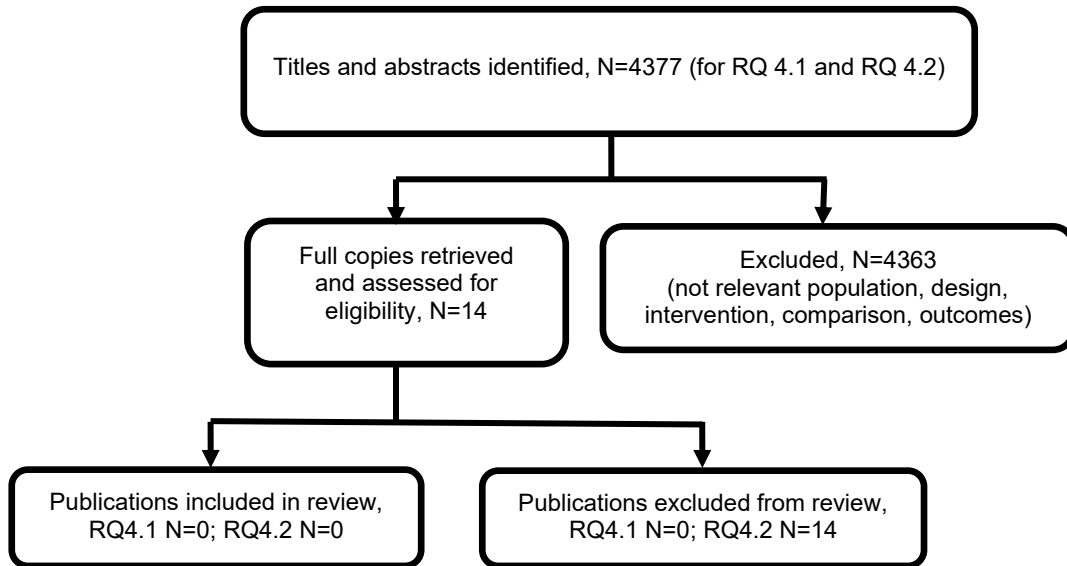 Titles and abstracts identified, N=4377 (for RQ 4.1 and RQ 4.2)
Full copies retrieved
and assessed for
eligibility, N=14
Excluded, N=4363
(not relevant population, design,
intervention, comparison, outcomes)
Publications included in review,
RQ4.1 N=0; RQ4.2 N=0
Publications excluded from review,
RQ4.1 N=0; RQ4.2 N=14